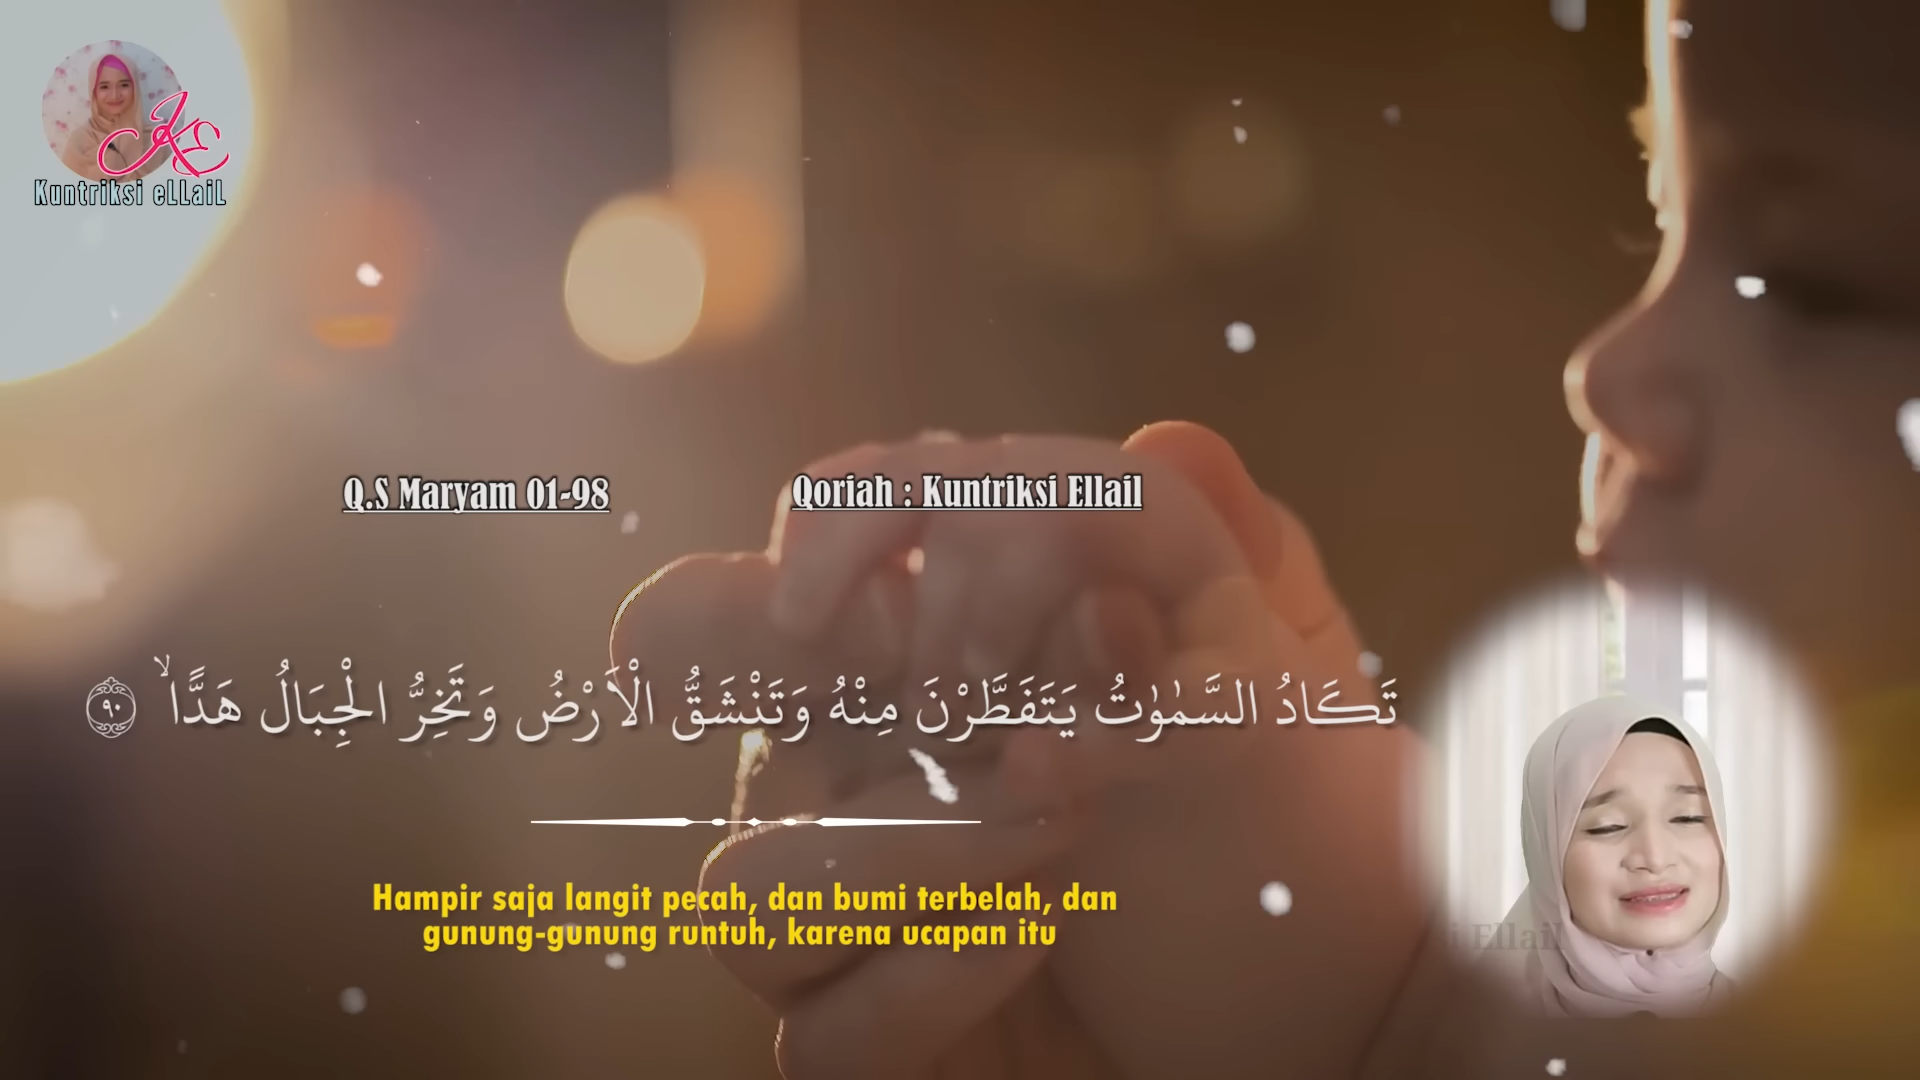 Kuntriksi eLLaiL
Q.S Maryam 01-98
Qoriah : Kuntriksi Ellail
تَكَادُ السَّمٰوٰتُ يَتَفَطَّرْنَ مِنْهُ وَتَنْشَقُّ الْاَرْضُ وَتَخِرُّ الْجِبَالُ هَدًّا ۙ ٩٠
Hampir saja langit pecah, dan bumi terbelah, dan
gunung-gunung runtuh, karena ucapan itu
Ellail